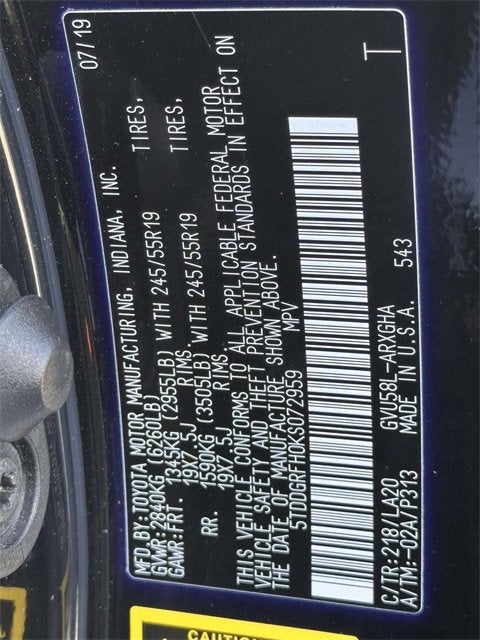 MFD.BY:TOYOTA MOTOR MANUFACTURING, INDIANA, INC. 07/19
GVWR:2840KG (6260LB)
GAWR:FRT. 1345KG (2955LB) WITH 245/55R19 TIRES,
19X7.5J RIMS.
RR. 1590KG (3505LB) WITH 245/55R19 TIRES,
19X7.5J RIMS.
THIS VEHICLE CONFORMS TO ALL APPLICABLE FEDERAL MOTOR
VEHICLE SAFETY AND THEFT PREVENTION STANDARDS IN EFFECT ON
THE DATE OF MANUFACTURE SHOWN ABOVE.
5TDDGRFH0KS072959 MPV
T
C/TR:218/LA20 GVU58L-ARXGHA
A/TM:-02A/P313 MADE IN U.S.A. 543